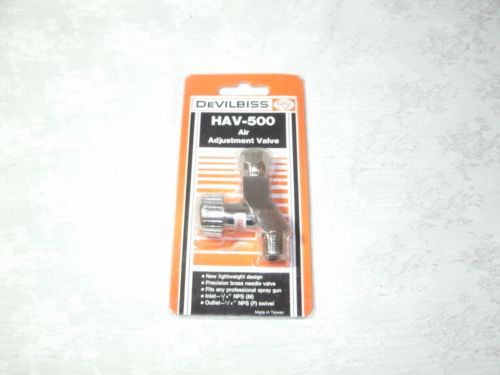 DEVILBISS
HAV-500
Air
Adjustment Valve
• New lightweight design
• Precision brass needle valve
• Fits any professional spray gun
• Inlet—1/4" NPS (M)
• Outlet—1/4" NPS (F) swivel
Made in Taiwan